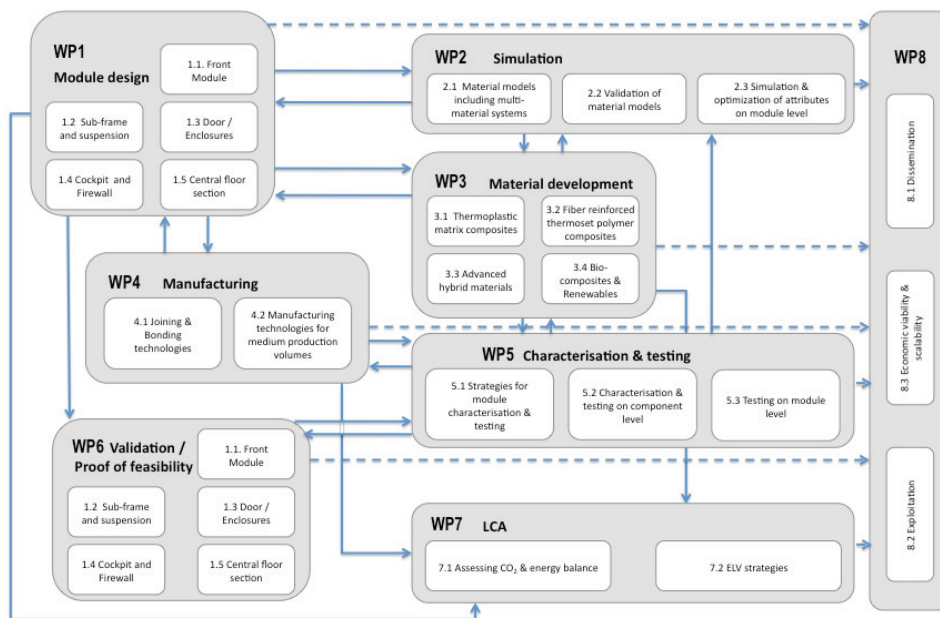 WP1
Module design
1.1. Front
Module
1.2 Sub-frame
and suspension
1.3 Door /
Enclosures
1.4 Cockpit and
Firewall
1.5 Central floor
section
WP2 Simulation
2.1 Material models
including multi-
material systems
2.2 Validation of
material models
2.3 Simulation &
optimization of attributes
on module level
WP3
Material development
3.1 Thermoplastic
matrix composites
3.2 Fiber reinforced
thermoset polymer
composites
3.3 Advanced
hybrid materials
3.4 Bio-
composites &
Renewables
WP4 Manufacturing
4.1 Joining &
Bonding
technologies
4.2 Manufacturing
technologies for
medium production
volumes
WP5 Characterisation & testing
5.1 Strategies for
module
characterisation &
testing
5.2 Characterisation &
testing on component
level
5.3 Testing on module
level
WP6 Validation /
Proof of feasibility
1.1. Front
Module
1.2 Sub-frame
and suspension
1.3 Door /
Enclosures
1.4 Cockpit and
Firewall
1.5 Central floor
section
WP7 LCA
7.1 Assessing CO₂ & energy balance
7.2 ELV strategies
WP8
8.1 Dissemination
8.3 Economic viability &
scalability
8.2 Exploitation